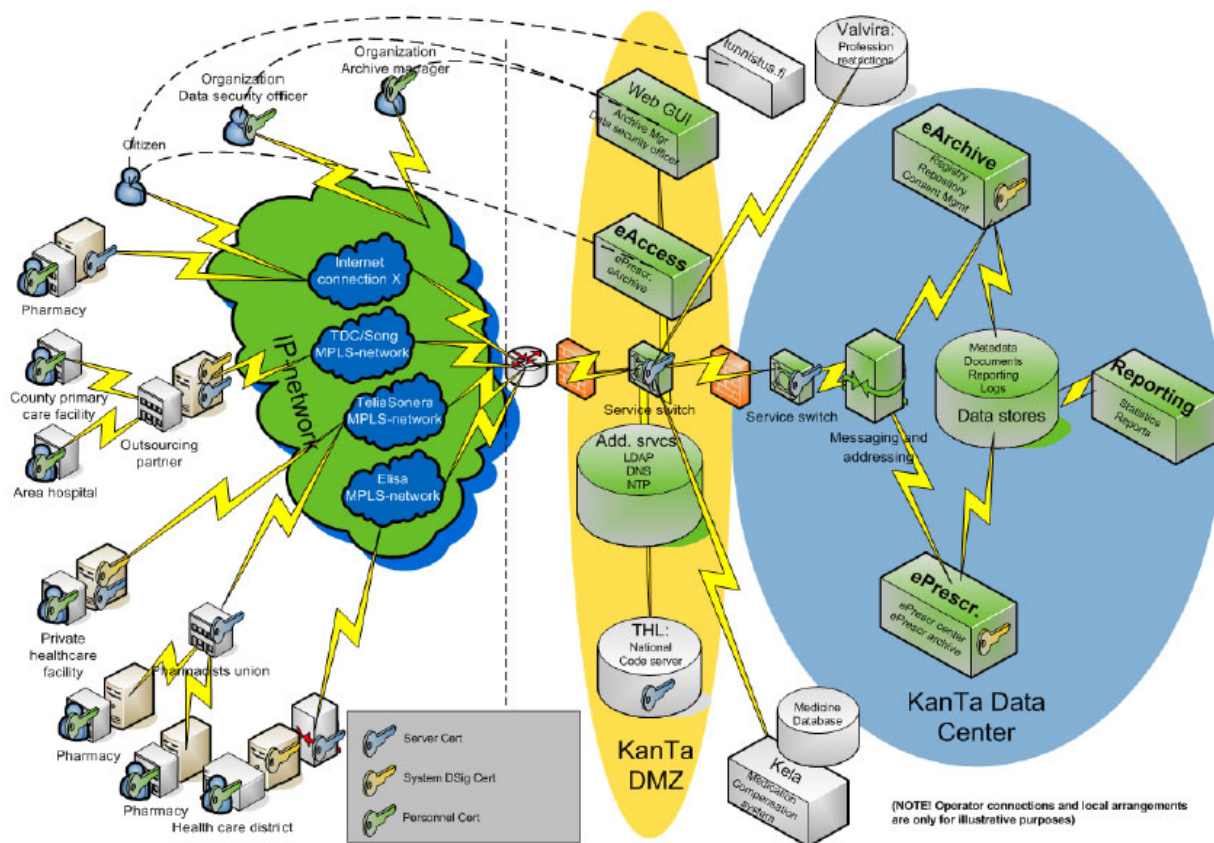 Organization
Archive manager
Organization
Data security officer
Citizen
tunnistus.fi
Valvira:
Profession
restrictions
Web GUI
Archive Mgr
Data security officer
eAccess
ePrescr.
eArchive
eArchive
Registry
Repository
Consent Mgmt
Pharmacy
Internet
connection X
TDC/Song
MPLS-network
IP network
TeliaSonera
MPLS-network
Elisa
MPLS-network
County primary
care facility
Outsourcing
partner
Area hospital
Service switch
Service switch
Messaging and
addressing
Metadata
Documents
Reporting
Logs
Data stores
Reporting
Statistics
Reports
Add. srvcs
LDAP
DNS
NTP
Private
healthcare
facility
Pharmacists union
Pharmacy
Pharmacy
Health care district
THL:
National
Code server
ePrescr.
ePrescr center
ePrescr archive
KanTa
DMZ
KanTa Data
Center
Medicine
Database
Kela
Medication
Compensation
system
Server Cert
System DSig Cert
Personnel Cert
(NOTE! Operator connections and local arrangements
are only for illustrative purposes)